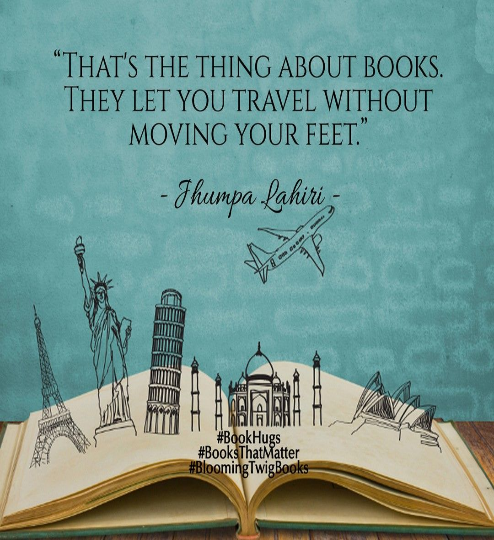 “THAT'S THE THING ABOUT BOOKS.
THEY LET YOU TRAVEL WITHOUT
MOVING YOUR FEET.”
- Jhumpa Lahiri -
#BookHugs
#BooksThatMatter
#BloomingTwigBooks